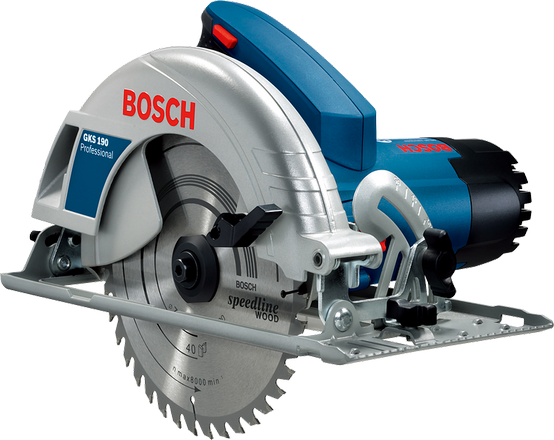 BOSCH
GKS 190
Professional
BOSCH
BOSCH
speedline
WOOD
40
n max 8000 min